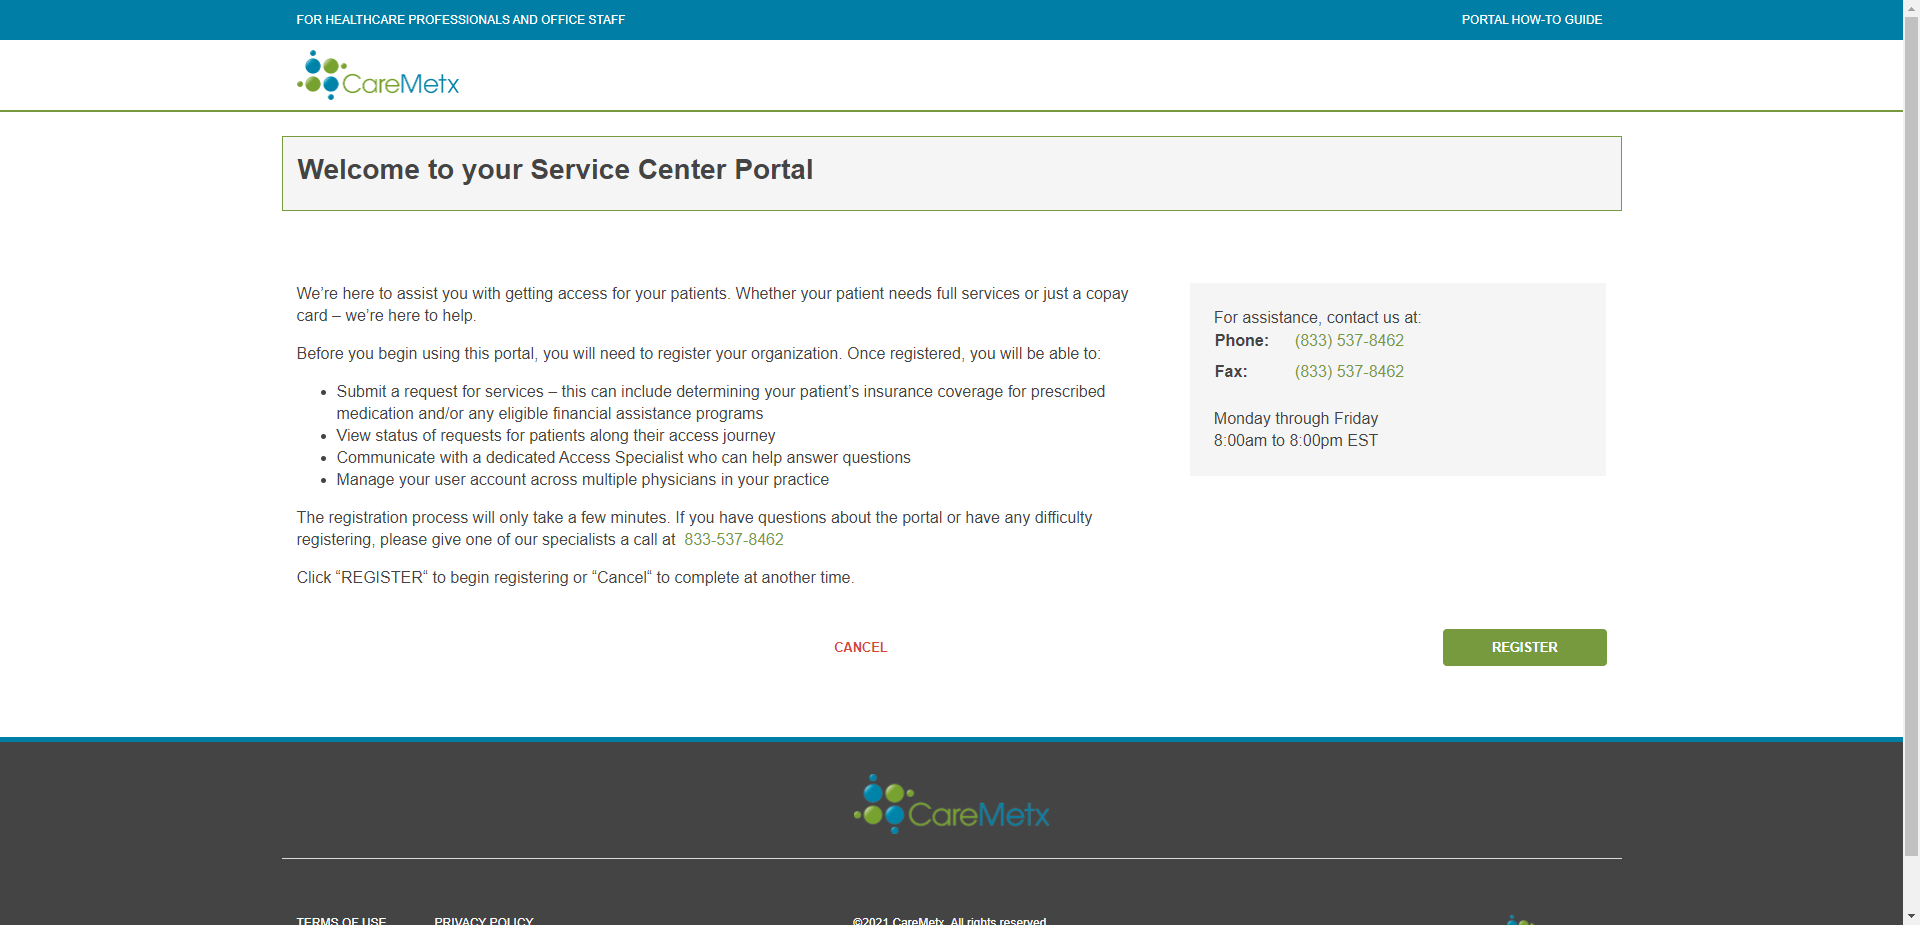 FOR HEALTHCARE PROFESSIONALS AND OFFICE STAFF
PORTAL HOW-TO GUIDE
CareMetx
Welcome to your Service Center Portal
We’re here to assist you with getting access for your patients. Whether your patient needs full services or just a copay
card – we’re here to help.
Before you begin using this portal, you will need to register your organization. Once registered, you will be able to:
• Submit a request for services – this can include determining your patient’s insurance coverage for prescribed
medication and/or any eligible financial assistance programs
• View status of requests for patients along their access journey
• Communicate with a dedicated Access Specialist who can help answer questions
• Manage your user account across multiple physicians in your practice
The registration process will only take a few minutes. If you have questions about the portal or have any difficulty
registering, please give one of our specialists a call at 833-537-8462
Click “REGISTER“ to begin registering or “Cancel“ to complete at another time.
For assistance, contact us at:
Phone: (833) 537-8462
Fax: (833) 537-8462
Monday through Friday
8:00am to 8:00pm EST
CANCEL
REGISTER
CareMetx
TERMS OF USE
PRIVACY POLICY
©2021 CareMetx. All rights reserved.